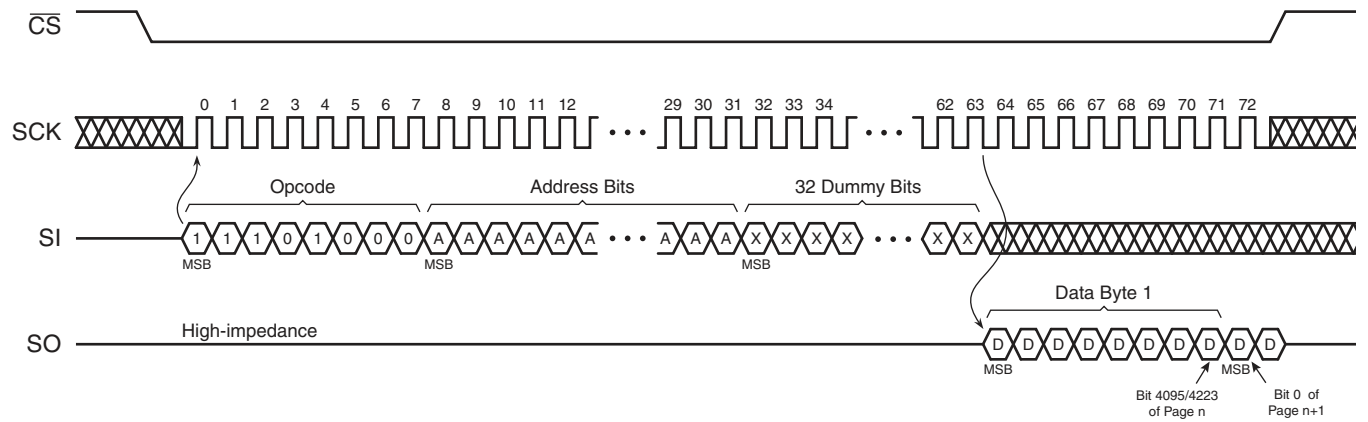 CS
0 1 2 3 4 5 6 7 8 9 10 11 12 29 30 31 32 33 34 62 63 64 65 66 67 68 69 70 71 72
SCK
Opcode Address Bits 32 Dummy Bits
SI 1 1 1 0 1 0 0 0 A A A A A A A A A X X X X X X
MSB MSB MSB
Data Byte 1
High-impedance
SO D D D D D D D D D D
MSB MSB
Bit 4095/4223 of Page n
Bit 0 of Page n+1